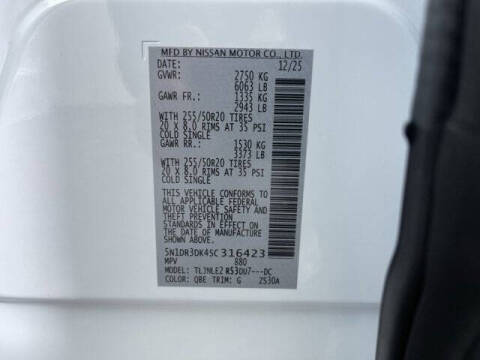 MFD BY NISSAN MOTOR CO., LTD.
DATE: 12/25
GVWR: 2750 KG
6063 LB
GAWR FR.: 1335 KG
2943 LB
WITH 255/50R20 TIRES
20 X 8.0 RIMS AT 35 PSI
COLD SINGLE
GAWR RR.: 1530 KG
3373 LB
WITH 255/50R20 TIRES
20 X 8.0 RIMS AT 35 PSI
COLD SINGLE
THIS VEHICLE CONFORMS TO
ALL APPLICABLE FEDERAL
MOTOR VEHICLE SAFETY AND
THEFT PREVENTION
STANDARDS IN EFFECT ON
THE DATE OF MANUFACTURE
SHOWN ABOVE.
5N1DR3DK4SC316423
MPV 880
MODEL: TLJNLE2 RS3DU7---DC
COLOR: QBE TRIM: G 2S30A